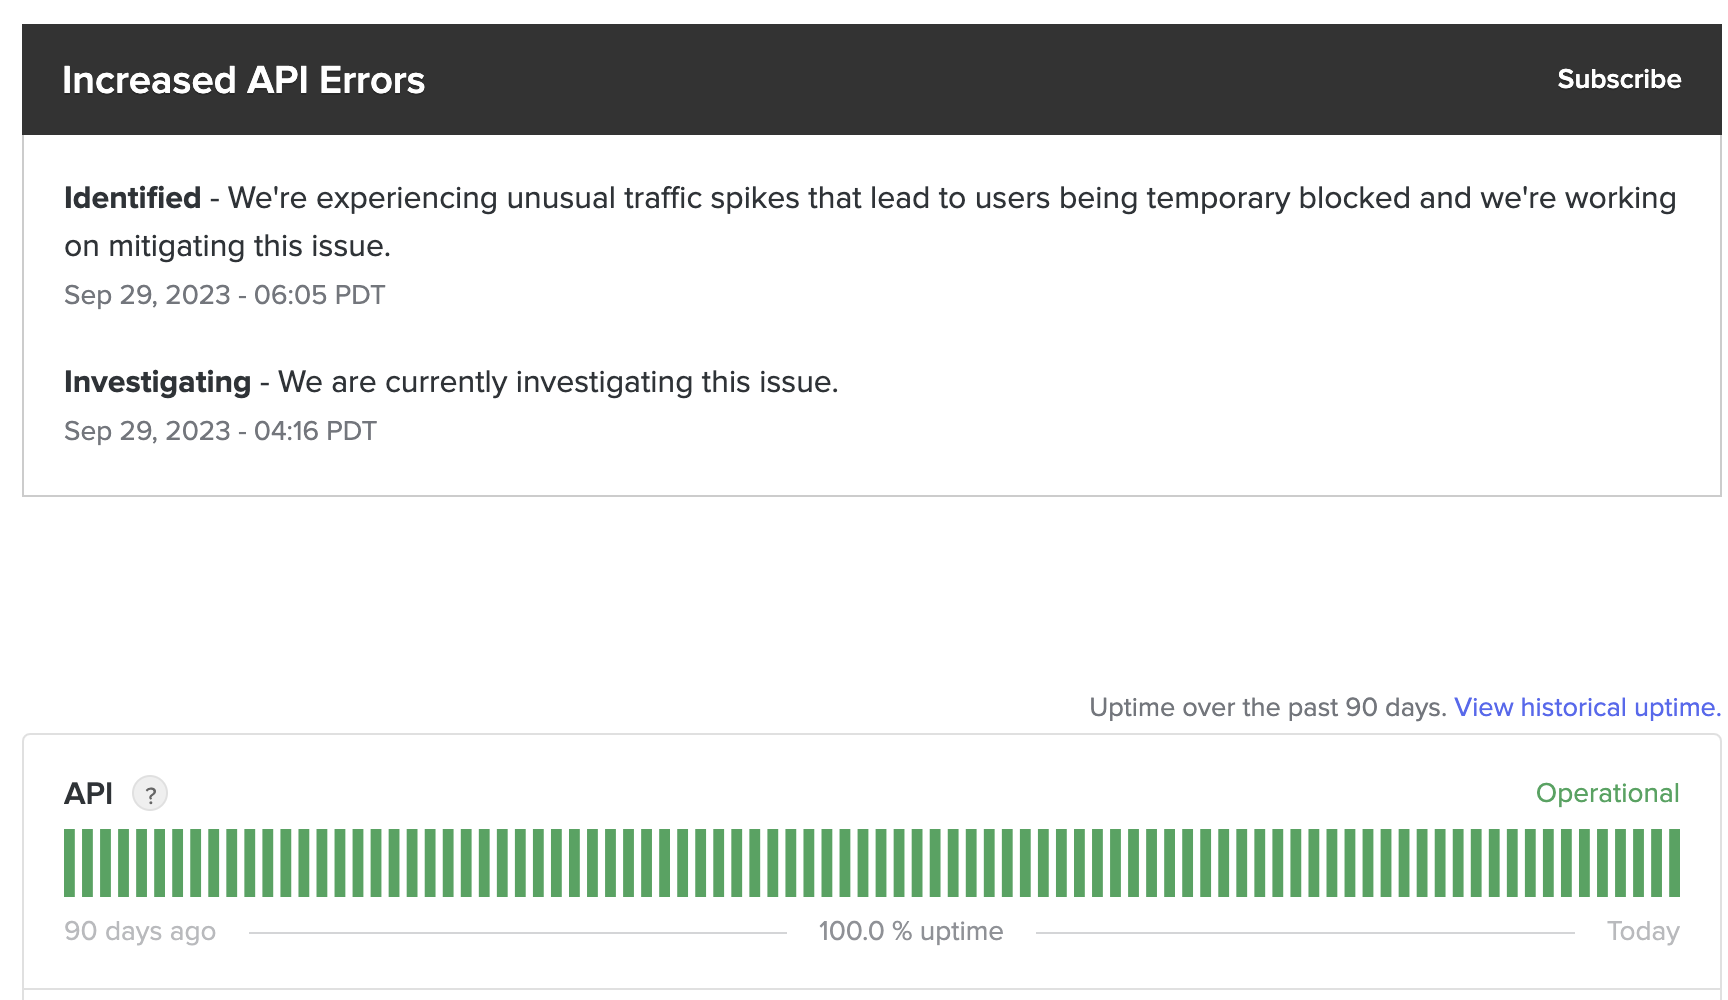 Increased API Errors
Subscribe
Identified - We're experiencing unusual traffic spikes that lead to users being temporary blocked and we're working
on mitigating this issue.
Sep 29, 2023 - 06:05 PDT
Investigating - We are currently investigating this issue.
Sep 29, 2023 - 04:16 PDT
Uptime over the past 90 days. View historical uptime.
API ?
Operational
90 days ago
100.0 % uptime
Today